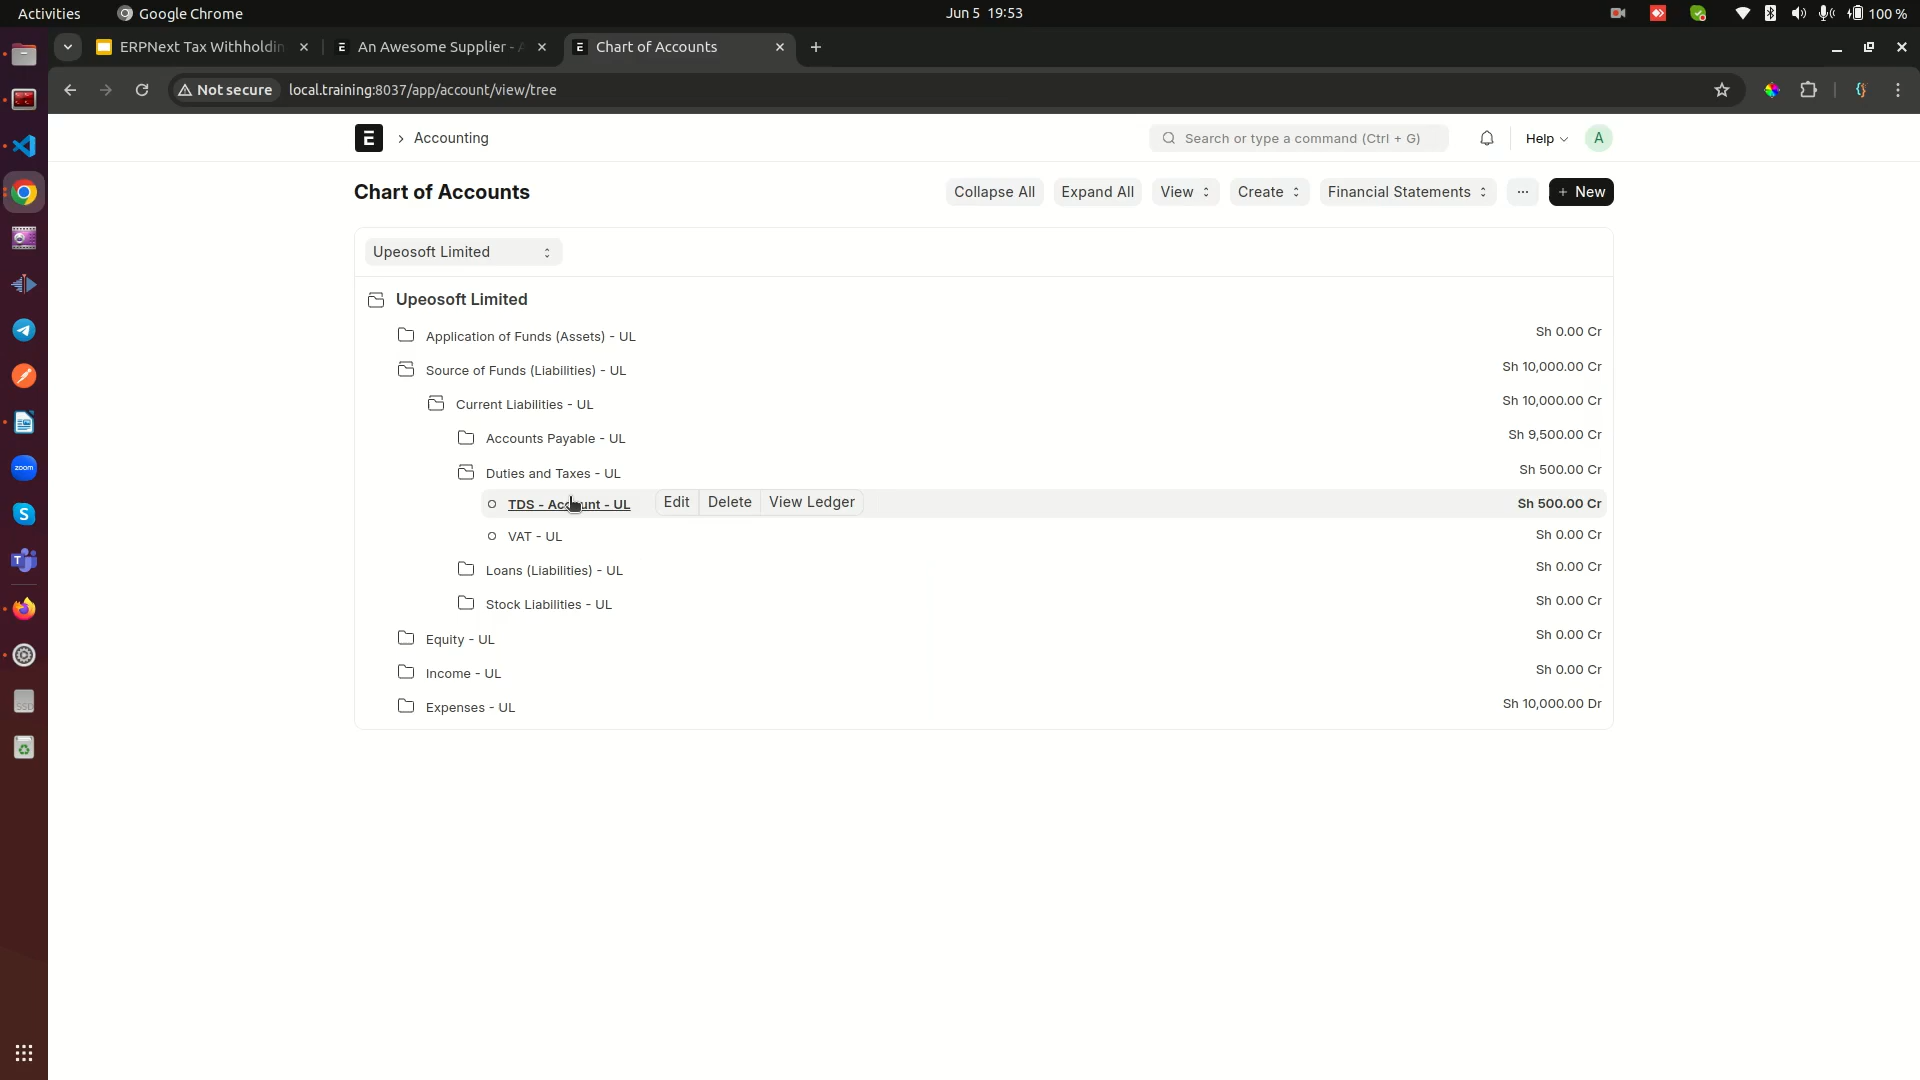 Activities Google Chrome Jun 5 19:53 100 %
ERPNext Tax Withholdin An Awesome Supplier - Chart of Accounts
Not secure local.training:8037/app/account/view/tree
E Accounting Search or type a command (Ctrl + G) Help A
Chart of Accounts Collapse All Expand All View Create Financial Statements ... + New
Upeosoft Limited
Upeosoft Limited
Application of Funds (Assets) - UL Sh 0.00 Cr
Source of Funds (Liabilities) - UL Sh 10,000.00 Cr
Current Liabilities - UL Sh 10,000.00 Cr
Accounts Payable - UL Sh 9,500.00 Cr
Duties and Taxes - UL Sh 500.00 Cr
TDS - Account - UL Edit Delete View Ledger Sh 500.00 Cr
VAT - UL Sh 0.00 Cr
Loans (Liabilities) - UL Sh 0.00 Cr
Stock Liabilities - UL Sh 0.00 Cr
Equity - UL Sh 0.00 Cr
Income - UL Sh 0.00 Cr
Expenses - UL Sh 10,000.00 Dr
zoom
SSD